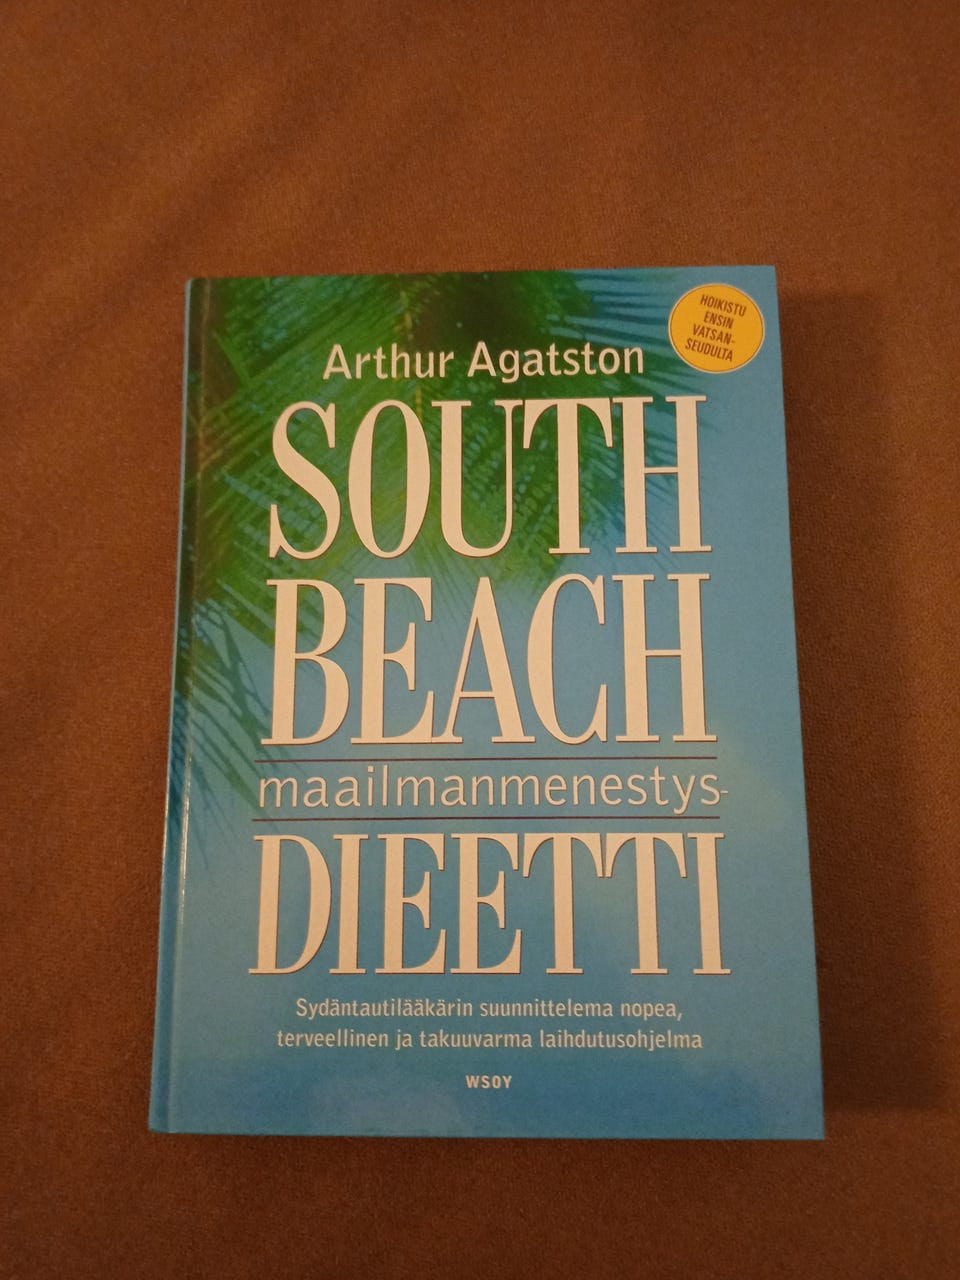 HOIKISTU
ENSIN
VATSAN-
SEUDULTA
Arthur Agatston
SOUTH
BEACH
maailmanmenestys-
DIEETTI
Sydäntautilääkärin suunnittelema nopea,
terveellinen ja takuuvarma laihdutusohjelma
WSOY